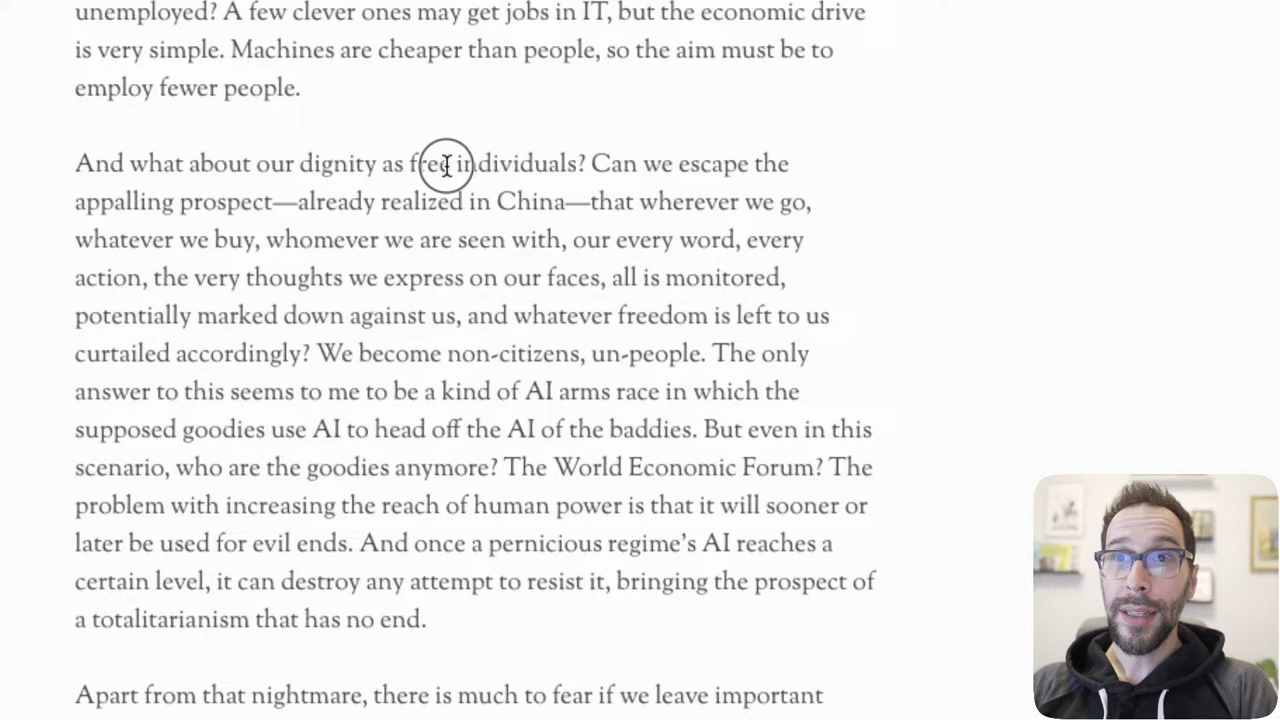 unemployed? A few clever ones may get jobs in IT, but the economic drive
is very simple. Machines are cheaper than people, so the aim must be to
employ fewer people.
And what about our dignity as free individuals? Can we escape the
appalling prospect—already realized in China—that wherever we go,
whatever we buy, whomever we are seen with, our every word, every
action, the very thoughts we express on our faces, all is monitored,
potentially marked down against us, and whatever freedom is left to us
curtailed accordingly? We become non-citizens, un-people. The only
answer to this seems to me to be a kind of AI arms race in which the
supposed goodies use AI to head off the AI of the baddies. But even in this
scenario, who are the goodies anymore? The World Economic Forum? The
problem with increasing the reach of human power is that it will sooner or
later be used for evil ends. And once a pernicious regime’s AI reaches a
certain level, it can destroy any attempt to resist it, bringing the prospect of
a totalitarianism that has no end.
Apart from that nightmare, there is much to fear if we leave important